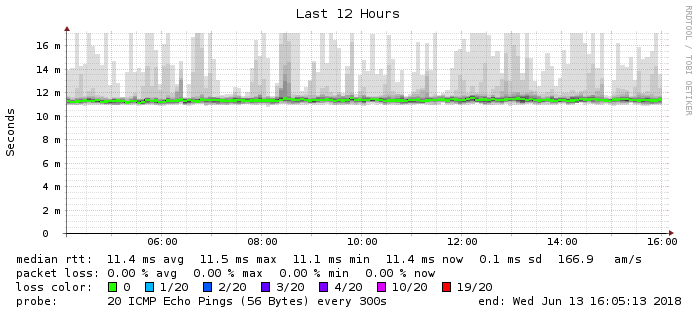 Last 12 Hours
RRDTOOL / TOBI OETIKER
Seconds
16 m
14 m
12 m
10 m
8 m
6 m
4 m
2 m
0
06:00 08:00 10:00 12:00 14:00 16:00
median rtt: 11.4 ms avg 11.5 ms max 11.1 ms min 11.4 ms now 0.1 ms sd 166.9 am/s
packet loss: 0.00 % avg 0.00 % max 0.00 % min 0.00 % now
loss color: 0 1/20 2/20 3/20 4/20 10/20 19/20
probe: 20 ICMP Echo Pings (56 Bytes) every 300s end: Wed Jun 13 16:05:13 2018